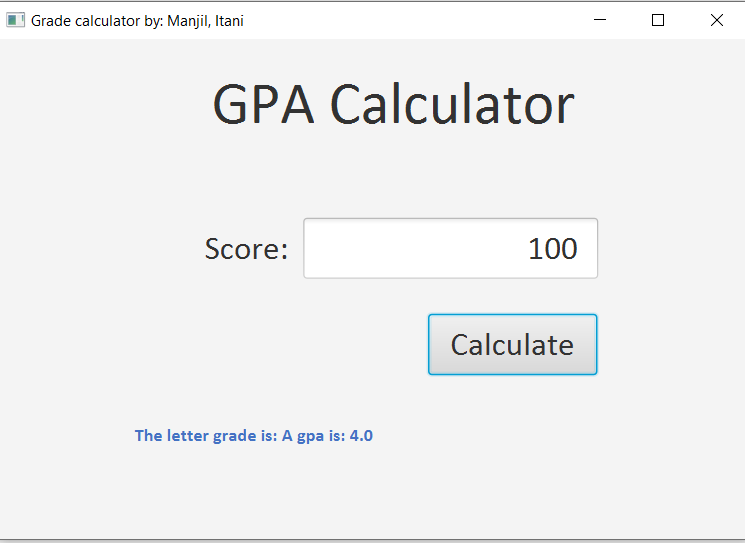 Grade calculator by: Manjil, Itani
GPA Calculator
Score: 100
Calculate
The letter grade is: A gpa is: 4.0